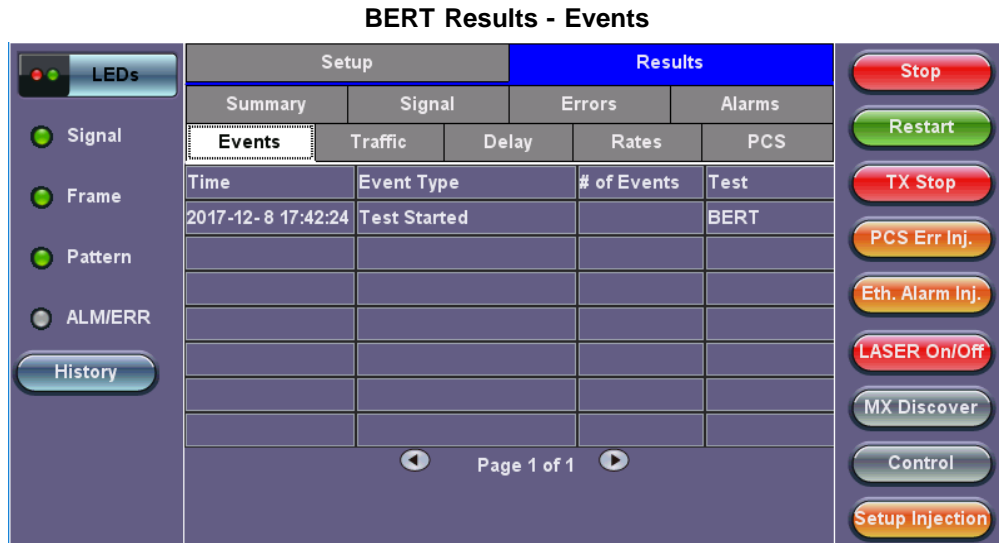 BERT Results - Events
LEDs
Signal
Frame
Pattern
ALM/ERR
History
Setup Results
Summary Signal Errors Alarms
Events Traffic Delay Rates PCS
Time Event Type # of Events Test
2017-12- 8 17:42:24 Test Started BERT
Page 1 of 1
Stop
Restart
TX Stop
PCS Err Inj.
Eth. Alarm Inj.
LASER On/Off
MX Discover
Control
Setup Injection